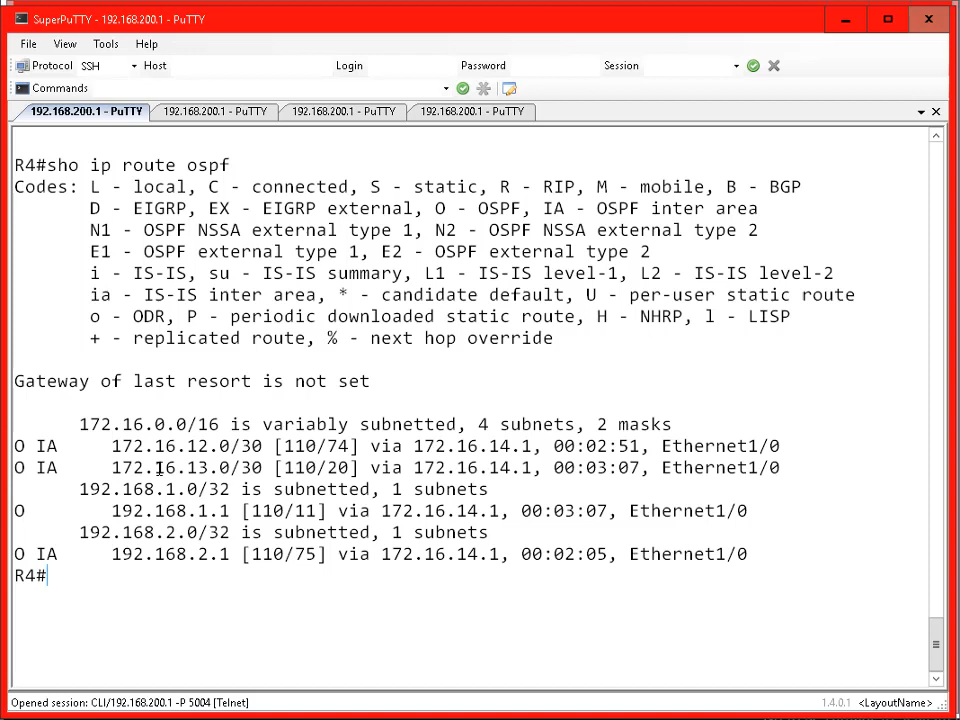 SuperPuTTY - 192.168.200.1 - PuTTY
File View Tools Help
Protocol SSH Host Login Password Session
Commands
192.168.200.1 - PuTTY 192.168.200.1 - PuTTY 192.168.200.1 - PuTTY 192.168.200.1 - PuTTY
R4#sho ip route ospf
Codes: L - local, C - connected, S - static, R - RIP, M - mobile, B - BGP
D - EIGRP, EX - EIGRP external, O - OSPF, IA - OSPF inter area
N1 - OSPF NSSA external type 1, N2 - OSPF NSSA external type 2
E1 - OSPF external type 1, E2 - OSPF external type 2
i - IS-IS, su - IS-IS summary, L1 - IS-IS level-1, L2 - IS-IS level-2
ia - IS-IS inter area, * - candidate default, U - per-user static route
o - ODR, P - periodic downloaded static route, H - NHRP, l - LISP
+ - replicated route, % - next hop override
Gateway of last resort is not set
172.16.0.0/16 is variably subnetted, 4 subnets, 2 masks
O IA 172.16.12.0/30 [110/74] via 172.16.14.1, 00:02:51, Ethernet1/0
O IA 172.16.13.0/30 [110/20] via 172.16.14.1, 00:03:07, Ethernet1/0
192.168.1.0/32 is subnetted, 1 subnets
O 192.168.1.1 [110/11] via 172.16.14.1, 00:03:07, Ethernet1/0
192.168.2.0/32 is subnetted, 1 subnets
O IA 192.168.2.1 [110/75] via 172.16.14.1, 00:02:05, Ethernet1/0
R4#
Opened session: CLI/192.168.200.1 -P 5004 [Telnet] 1.4.0.1 <LayoutName>